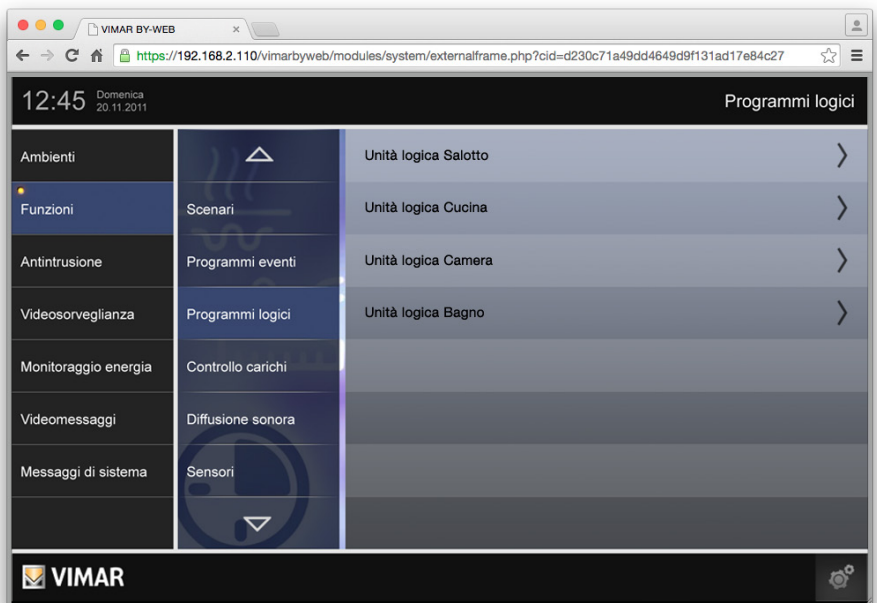 VIMAR BY-WEB
https://192.168.2.110/vimarbyweb/modules/system/externalframe.php?cid=d230c71a49dd4649d9f131ad17e84c27
12:45 Domenica
20.11.2011
Programmi logici
Ambienti
Funzioni
Antintrusione
Videosorveglianza
Monitoraggio energia
Videomessaggi
Messaggi di sistema
Scenari
Programmi eventi
Programmi logici
Controllo carichi
Diffusione sonora
Sensori
Unità logica Salotto
Unità logica Cucina
Unità logica Camera
Unità logica Bagno
VIMAR